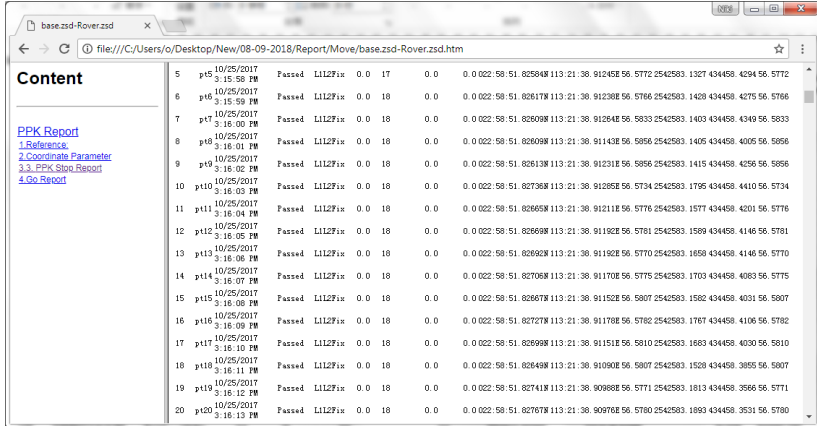 Niki
base.zsd-Rover.zsd
file:///C:/Users/o/Desktop/New/08-09-2018/Report/Move/base.zsd-Rover.zsd.htm
Content
PPK Report
1.Reference:
2.Coordinate Parameter
3.3. PPK Stop Report
4.Go Report
5 pt5 10/25/2017 3:15:58 PM Passed L1L2Fix 0.0 17 0.0 0.0 022:58:51.82584N 113:21:38.91245E 56.5772 2542583.1327 434458.4294 56.5772
6 pt6 10/25/2017 3:15:59 PM Passed L1L2Fix 0.0 18 0.0 0.0 022:58:51.82617N 113:21:38.91238E 56.5766 2542583.1428 434458.4275 56.5766
7 pt7 10/25/2017 3:16:00 PM Passed L1L2Fix 0.0 18 0.0 0.0 022:58:51.82609N 113:21:38.91264E 56.5833 2542583.1403 434458.4349 56.5833
8 pt8 10/25/2017 3:16:01 PM Passed L1L2Fix 0.0 18 0.0 0.0 022:58:51.82609N 113:21:38.91143E 56.5856 2542583.1405 434458.4005 56.5856
9 pt9 10/25/2017 3:16:02 PM Passed L1L2Fix 0.0 18 0.0 0.0 022:58:51.82613N 113:21:38.91231E 56.5856 2542583.1415 434458.4256 56.5856
10 pt10 10/25/2017 3:16:03 PM Passed L1L2Fix 0.0 18 0.0 0.0 022:58:51.82736N 113:21:38.91285E 56.5734 2542583.1795 434458.4410 56.5734
11 pt11 10/25/2017 3:16:04 PM Passed L1L2Fix 0.0 18 0.0 0.0 022:58:51.82665N 113:21:38.91211E 56.5776 2542583.1577 434458.4201 56.5776
12 pt12 10/25/2017 3:16:05 PM Passed L1L2Fix 0.0 18 0.0 0.0 022:58:51.82669N 113:21:38.91192E 56.5781 2542583.1589 434458.4146 56.5781
13 pt13 10/25/2017 3:16:06 PM Passed L1L2Fix 0.0 18 0.0 0.0 022:58:51.82692N 113:21:38.91192E 56.5770 2542583.1658 434458.4146 56.5770
14 pt14 10/25/2017 3:16:07 PM Passed L1L2Fix 0.0 18 0.0 0.0 022:58:51.82706N 113:21:38.91170E 56.5775 2542583.1703 434458.4083 56.5775
15 pt15 10/25/2017 3:16:08 PM Passed L1L2Fix 0.0 18 0.0 0.0 022:58:51.82667N 113:21:38.91152E 56.5807 2542583.1582 434458.4031 56.5807
16 pt16 10/25/2017 3:16:09 PM Passed L1L2Fix 0.0 18 0.0 0.0 022:58:51.82727N 113:21:38.91178E 56.5782 2542583.1767 434458.4106 56.5782
17 pt17 10/25/2017 3:16:10 PM Passed L1L2Fix 0.0 18 0.0 0.0 022:58:51.82699N 113:21:38.91151E 56.5810 2542583.1683 434458.4030 56.5810
18 pt18 10/25/2017 3:16:11 PM Passed L1L2Fix 0.0 18 0.0 0.0 022:58:51.82649N 113:21:38.91090E 56.5807 2542583.1528 434458.3855 56.5807
19 pt19 10/25/2017 3:16:12 PM Passed L1L2Fix 0.0 18 0.0 0.0 022:58:51.82741N 113:21:38.90988E 56.5771 2542583.1813 434458.3566 56.5771
20 pt20 10/25/2017 3:16:13 PM Passed L1L2Fix 0.0 18 0.0 0.0 022:58:51.82767N 113:21:38.90976E 56.5780 2542583.1893 434458.3531 56.5780